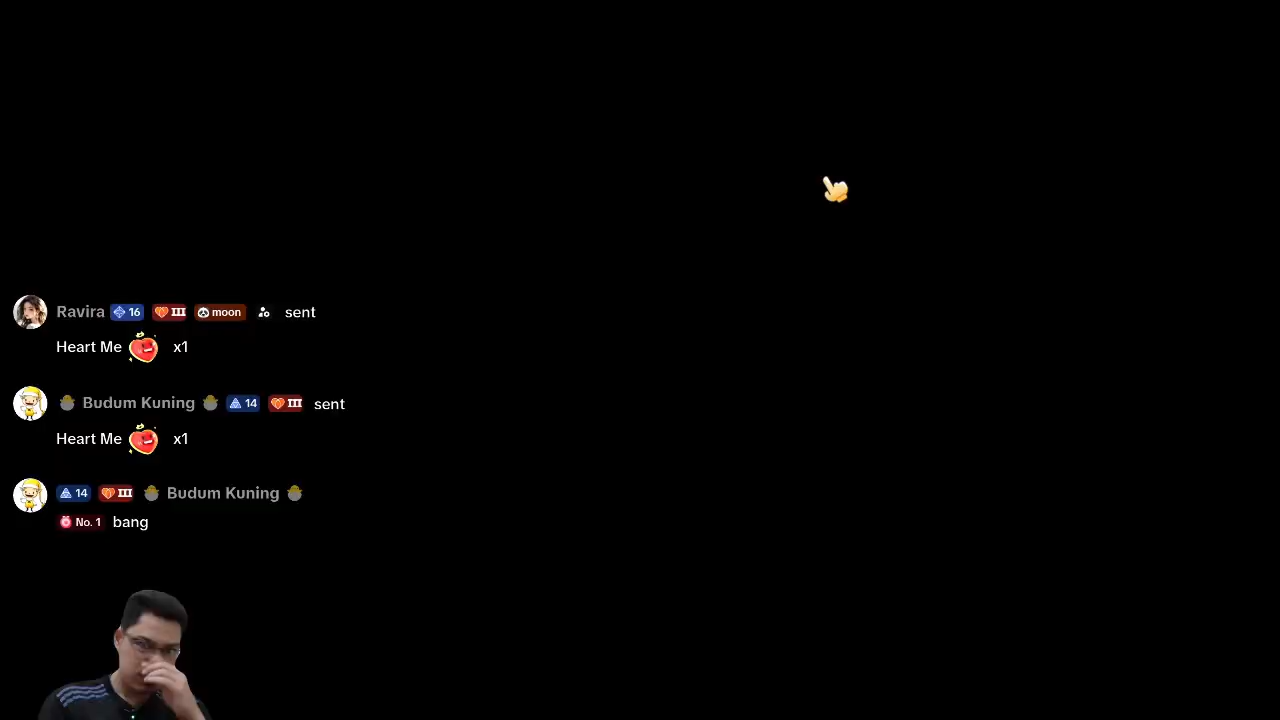 Ravira 16 III moon sent
Heart Me x1
Budum Kuning 14 III sent
Heart Me x1
14 III Budum Kuning
No. 1 bang